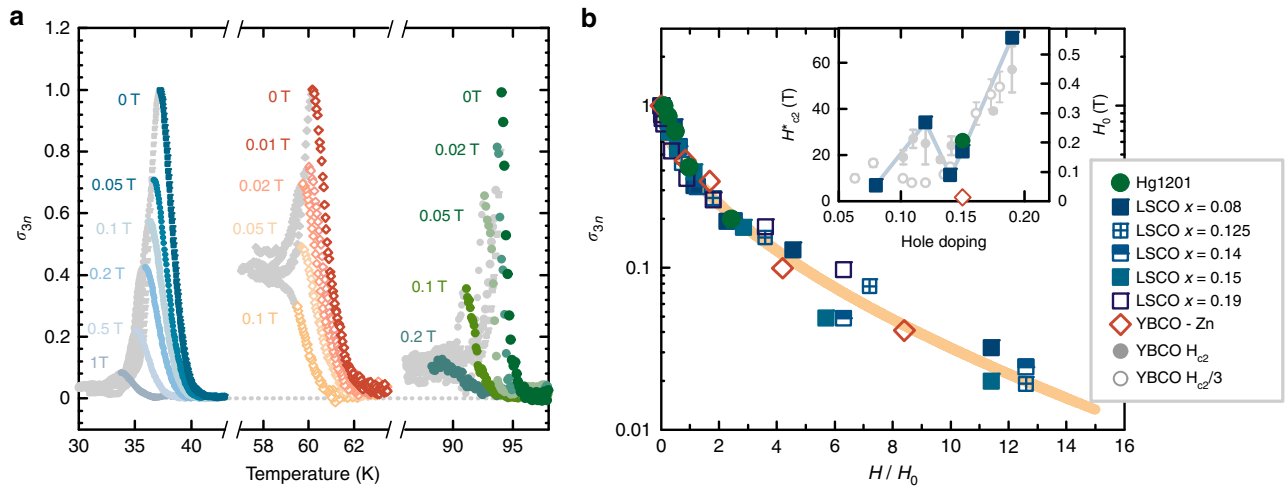 a
1.2
1.0
0.8
0.6
0.4
0.2
0
σ3n
0 T
0.05 T
0.1 T
0.2 T
0.5 T
1T
0 T
0.01 T
0.02 T
0.05 T
0.1 T
0T
0.02 T
0.05 T
0.1 T
0.2 T
30
35
40
58
60
62
90
95
Temperature (K)
b
1
0.1
0.01
σ3n
0
2
4
6
8
10
12
14
16
H / H0
60
40
20
0
H*c2 (T)
0.5
0.4
0.3
0.2
0.1
0
H0 (T)
0.05
0.10
0.15
0.20
Hole doping
Hg1201
LSCO x = 0.08
LSCO x = 0.125
LSCO x = 0.14
LSCO x = 0.15
LSCO x = 0.19
YBCO - Zn
YBCO Hc2
YBCO Hc2/3